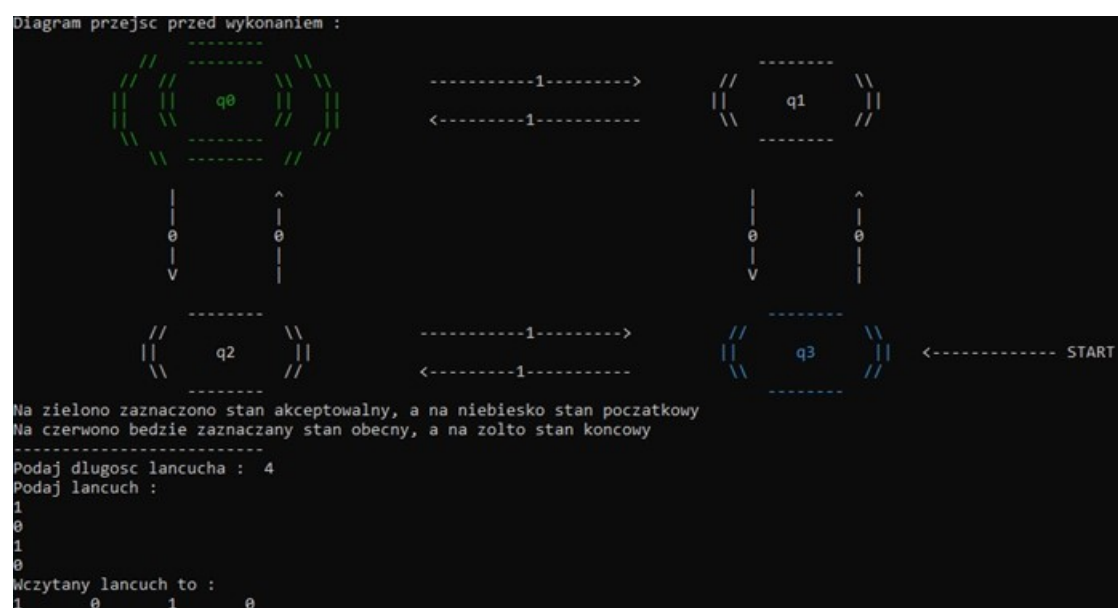 Diagram przejsc przed wykonaniem :
q0
-----------1--------->
<---------1-----------
q1
0 0 0 0
q2
-----------1--------->
<---------1-----------
q3
<------------- START
Na zielono zaznaczono stan akceptowalny, a na niebiesko stan poczatkowy
Na czerwono bedzie zaznaczany stan obecny, a na zolto stan koncowy
--------------------------
Podaj dlugosc lancucha : 4
Podaj lancuch :
1
0
1
0
Wczytany lancuch to :
1 0 1 0